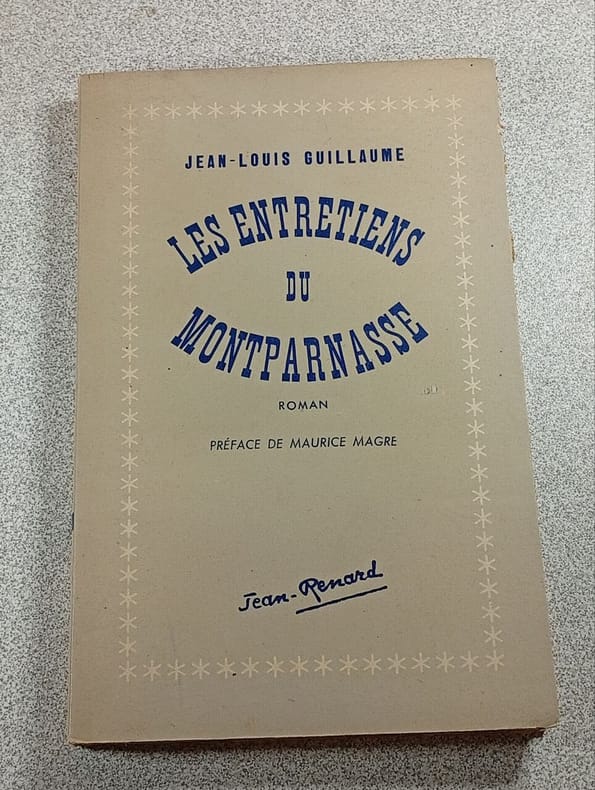 JEAN-LOUIS GUILLAUME
LES ENTRETIENS
DU
MONTPARNASSE
ROMAN
PRÉFACE DE MAURICE MAGRE
Jean-Renard